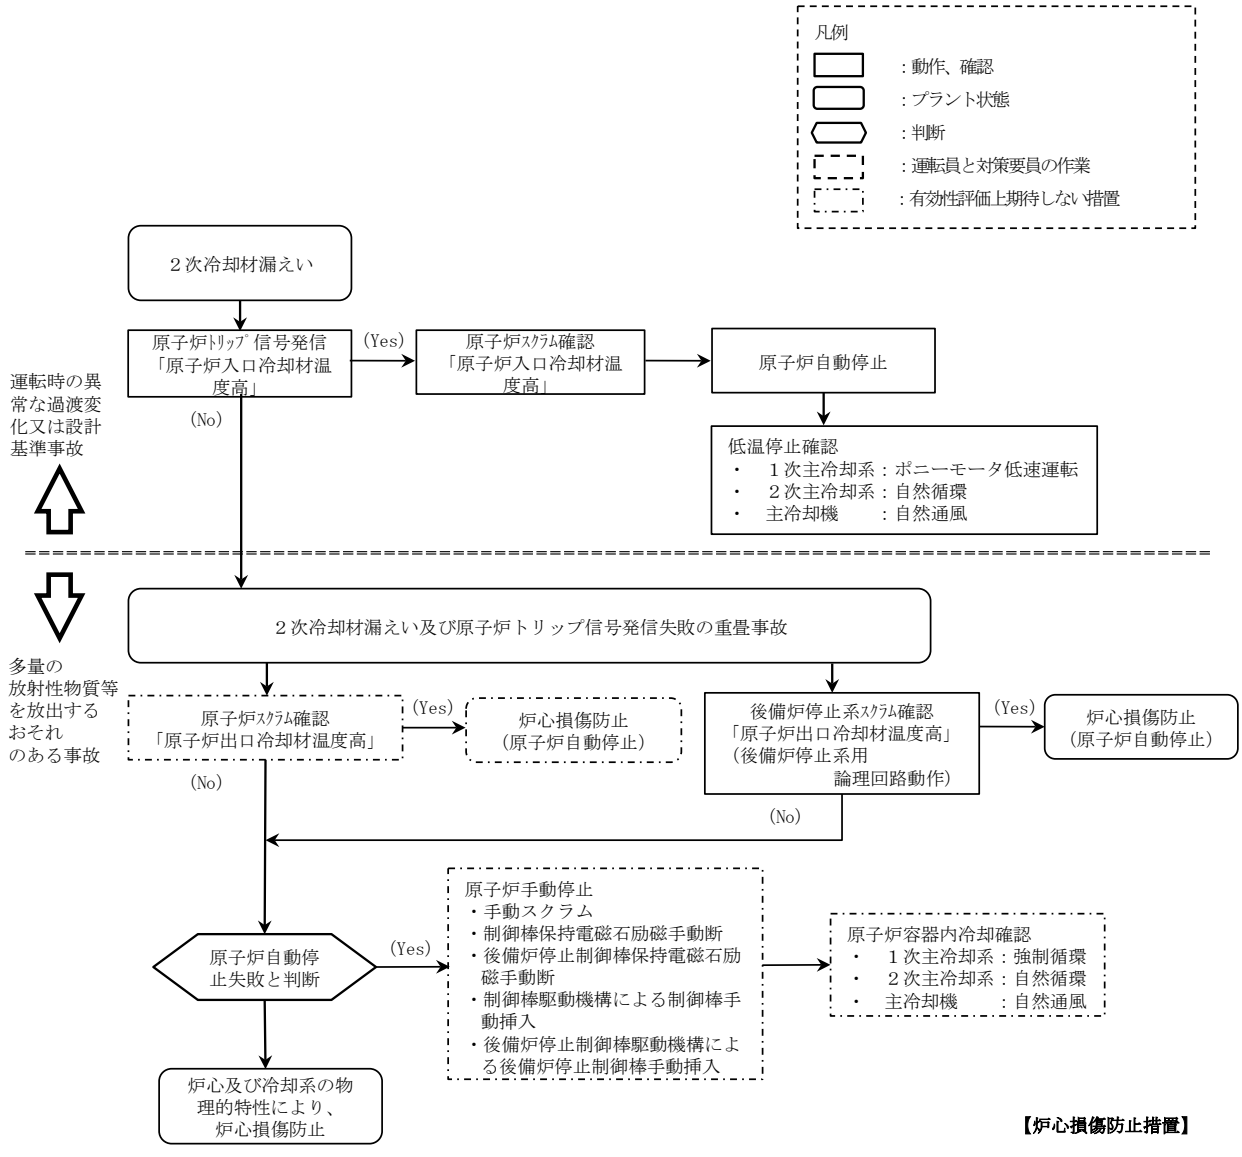 凡例
：動作、確認
：プラント状態
：判断
：運転員と対策要員の作業
：有効性評価上期待しない措置
２次冷却材漏えい
原子炉ﾄﾘｯﾌﾟ信号発信
「原子炉入口冷却材温
度高」
(Yes)
原子炉ｽｸﾗﾑ確認
「原子炉入口冷却材温
度高」
原子炉自動停止
(No)
運転時の異
常な過渡変
化又は設計
基準事故
低温停止確認
・　１次主冷却系：ポニーモータ低速運転
・　２次主冷却系：自然循環
・　主冷却機　　：自然通風
２次冷却材漏えい及び原子炉トリップ信号発信失敗の重畳事故
多量の
放射性物質等
を放出する
おそれ
のある事故
原子炉ｽｸﾗﾑ確認
「原子炉出口冷却材温度高」
(Yes)
炉心損傷防止
(原子炉自動停止)
後備炉停止系ｽｸﾗﾑ確認
「原子炉出口冷却材温度高」
(後備炉停止系用
論理回路動作)
(Yes)
炉心損傷防止
(原子炉自動停止)
(No)
(No)
原子炉自動停
止失敗と判断
(Yes)
原子炉手動停止
・手動スクラム
・制御棒保持電磁石励磁手動断
・後備炉停止制御棒保持電磁石励
磁手動断
・制御棒駆動機構による制御棒手
動挿入
・後備炉停止制御棒駆動機構によ
る後備炉停止制御棒手動挿入
原子炉容器内冷却確認
・　１次主冷却系：強制循環
・　２次主冷却系：自然循環
・　主冷却機　　：自然通風
炉心及び冷却系の物
理的特性により、
炉心損傷防止
【炉心損傷防止措置】